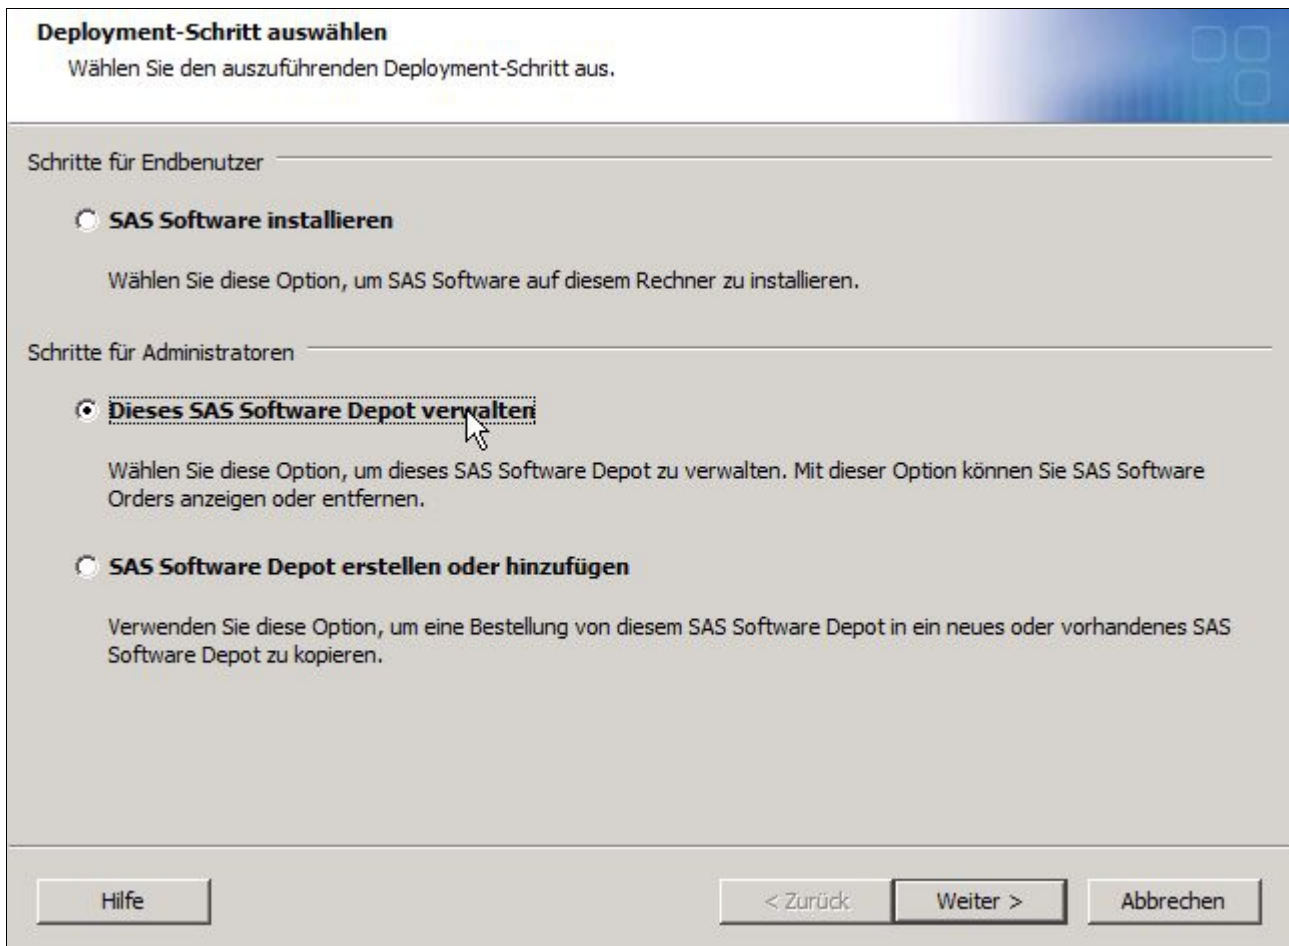 Deployment-Schritt auswählen
Wählen Sie den auszuführenden Deployment-Schritt aus.
Schritte für Endbenutzer
SAS Software installieren
Wählen Sie diese Option, um SAS Software auf diesem Rechner zu installieren.
Schritte für Administratoren
Dieses SAS Software Depot verwalten
Wählen Sie diese Option, um dieses SAS Software Depot zu verwalten. Mit dieser Option können Sie SAS Software
Orders anzeigen oder entfernen.
SAS Software Depot erstellen oder hinzufügen
Verwenden Sie diese Option, um eine Bestellung von diesem SAS Software Depot in ein neues oder vorhandenes SAS
Software Depot zu kopieren.
Hilfe
< Zurück
Weiter >
Abbrechen